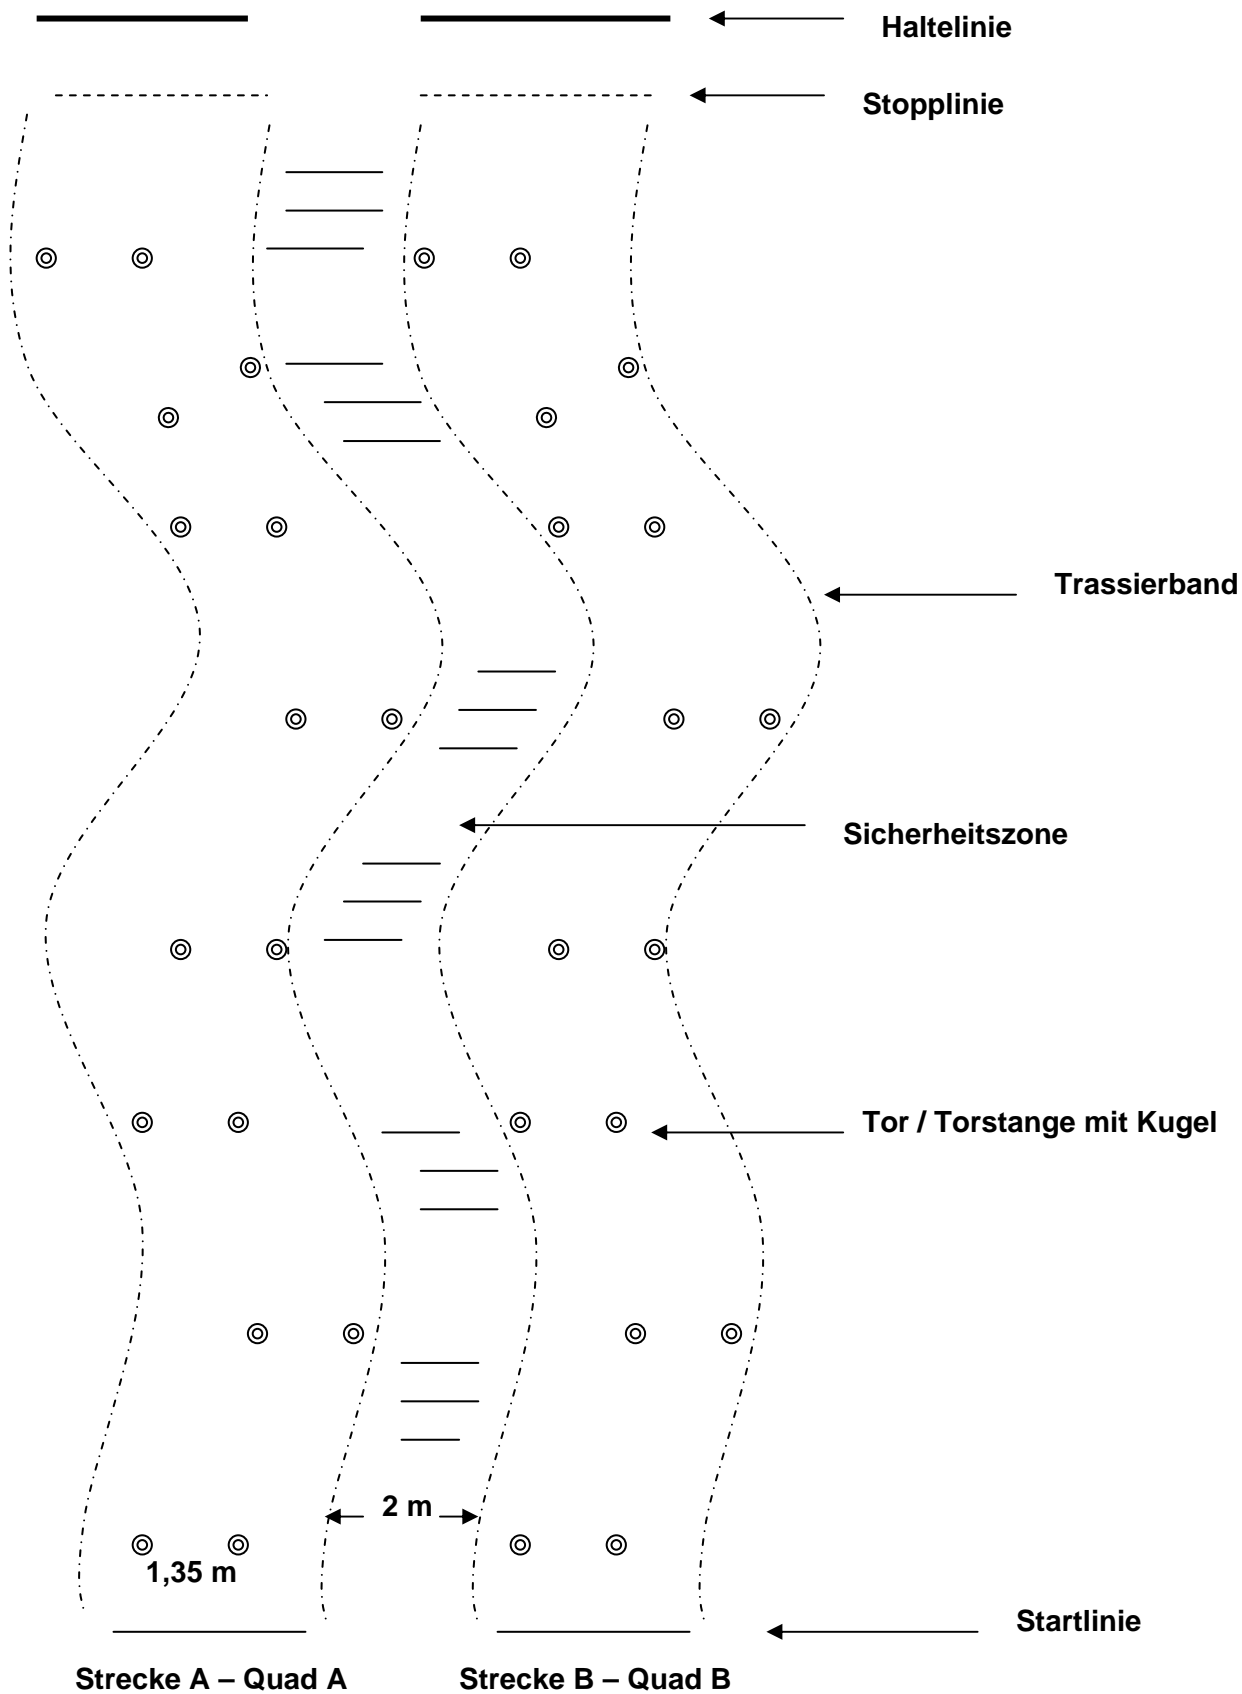 Haltelinie
Stopplinie
Trassierband
Sicherheitszone
Tor / Torstange mit Kugel
2 m
1,35 m
Startlinie
Strecke A – Quad A
Strecke B – Quad B